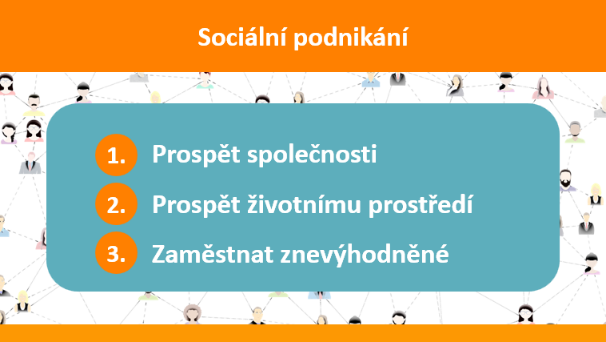 Sociální podnikání
1. Prospět společnosti
2. Prospět životnímu prostředí
3. Zaměstnat znevýhodněné